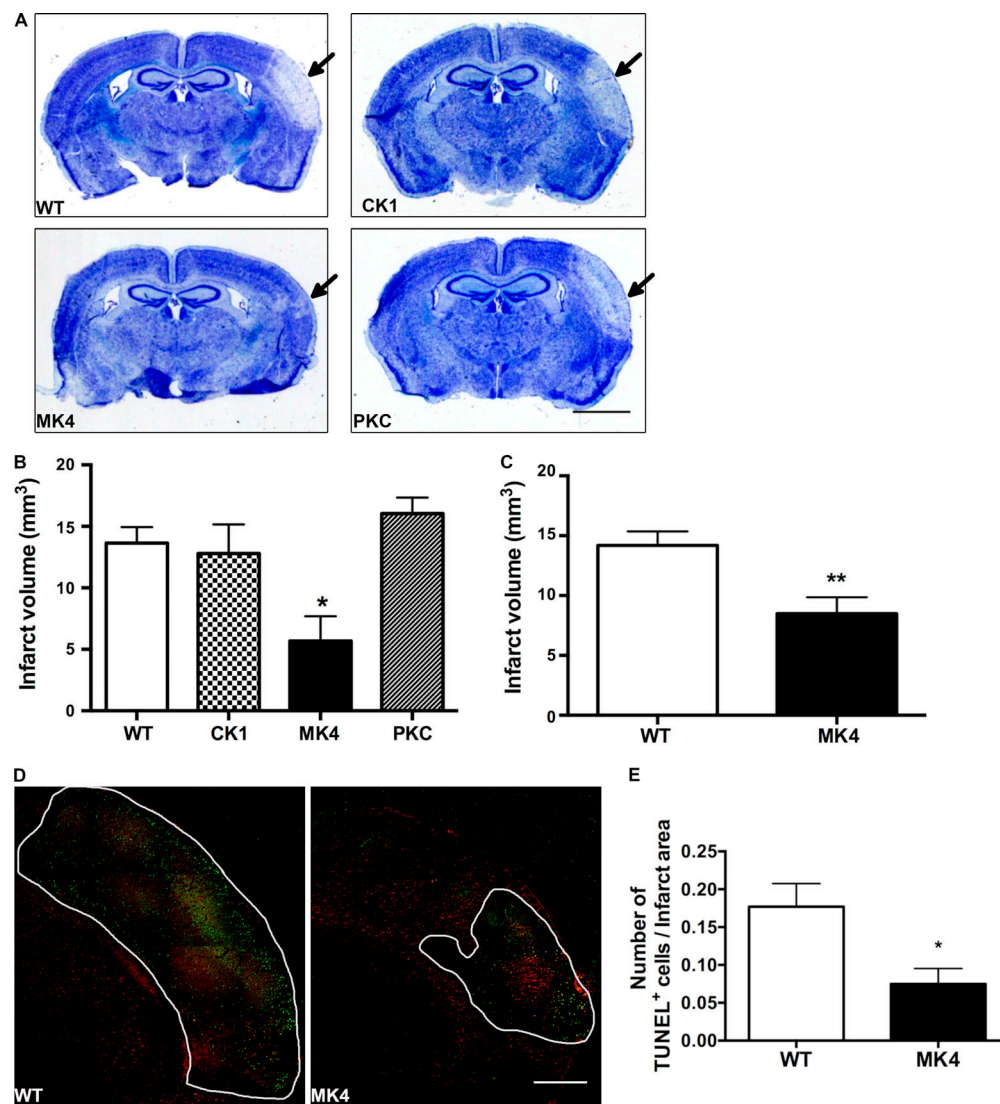 A
WT
CK1
MK4
PKC
B
Infarct volume (mm³)
20
15
10
5
0
*
WT
CK1
MK4
PKC
C
Infarct volume (mm³)
20
15
10
5
0
**
WT
MK4
D
WT
MK4
E
Number of
TUNEL⁺ cells / Infarct area
0.25
0.20
0.15
0.10
0.05
0.00
*
WT
MK4